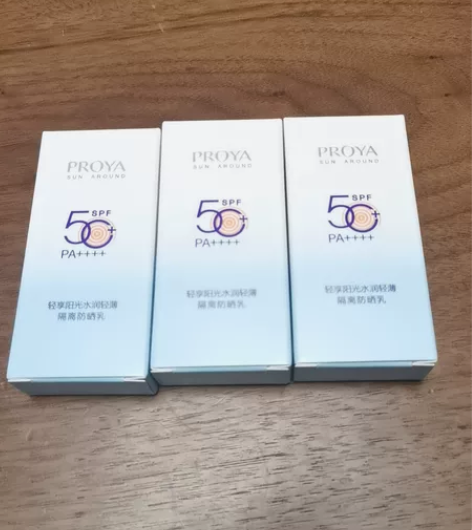 PROYA
SUN AROUND
SPF
50+
PA++++
轻享阳光水润轻薄
隔离防晒乳
PROYA
SUN AROUND
SPF
50+
PA++++
轻享阳光水润轻薄
隔离防晒乳
PROYA
SUN AROUND
SPF
50+
PA++++
轻享阳光水润轻薄
隔离防晒乳